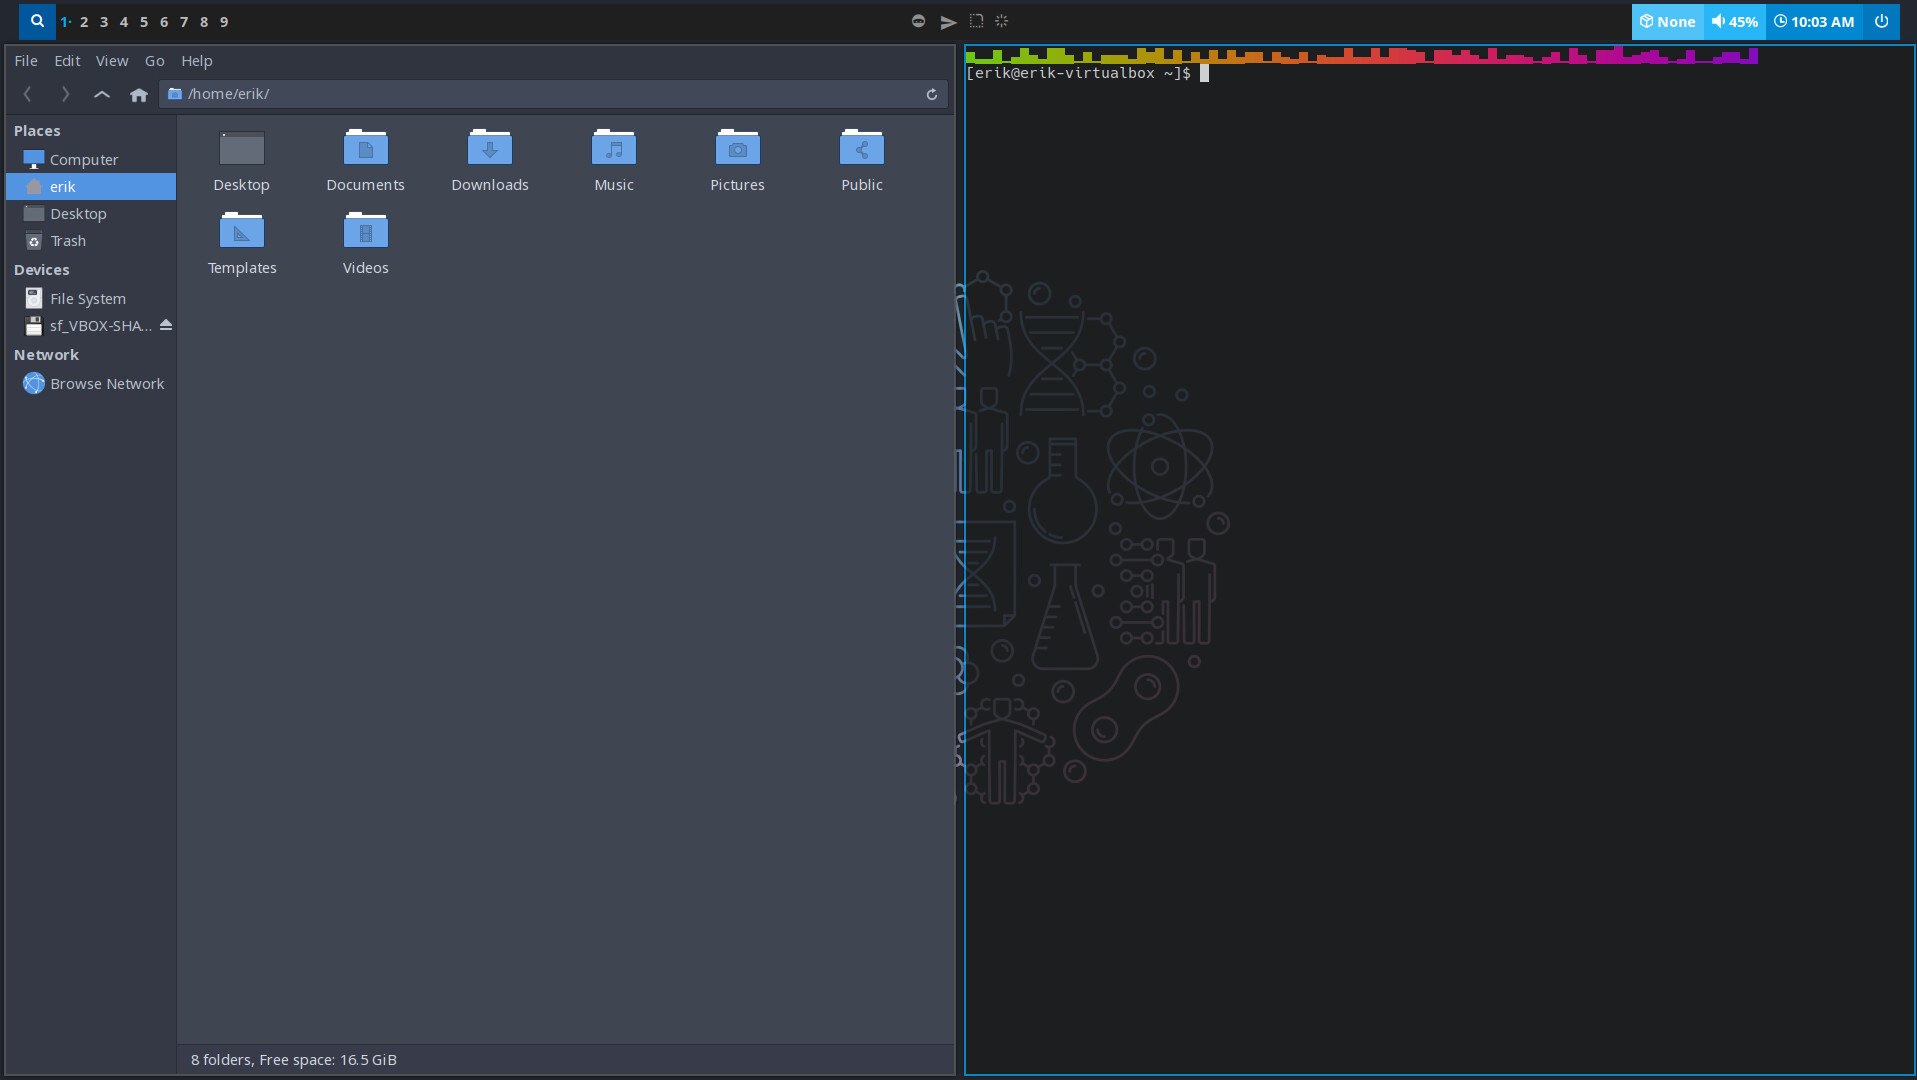 1 2 3 4 5 6 7 8 9
None 45% 10:03 AM
File Edit View Go Help
/home/erik/
Places
Computer
erik
Desktop
Trash
Devices
File System
sf_VBOX-SHA...
Network
Browse Network
Desktop Documents Downloads Music Pictures Public
Templates Videos
8 folders, Free space: 16.5 GiB
[erik@erik-virtualbox ~]$